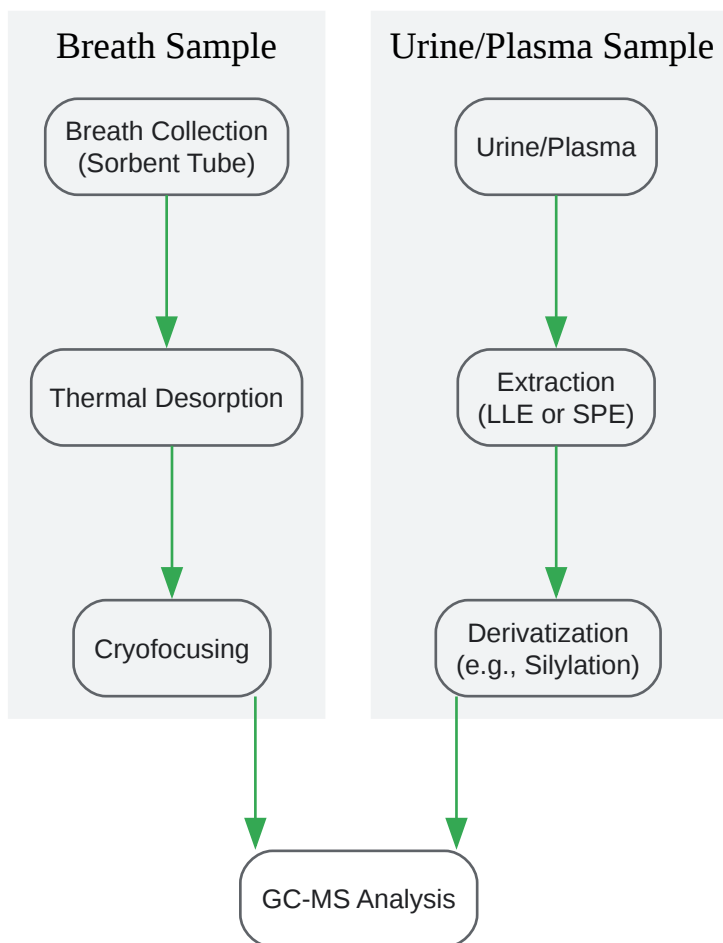 Breath Sample
Breath Collection
(Sorbent Tube)
Thermal Desorption
Cryofocusing
Urine/Plasma Sample
Urine/Plasma
Extraction
(LLE or SPE)
Derivatization
(e.g., Silylation)
GC-MS Analysis